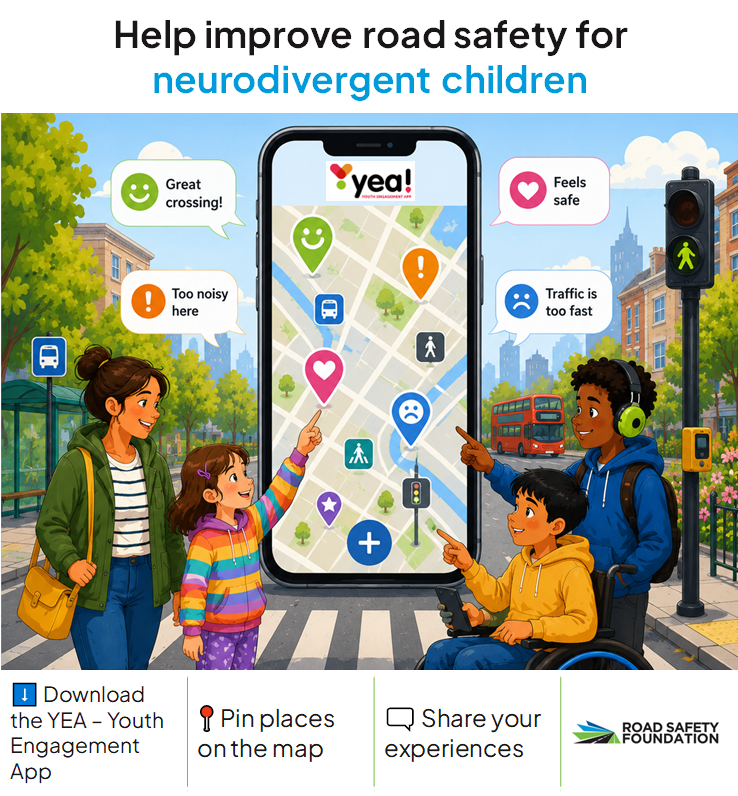 Help improve road safety for
neurodivergent children
Great
crossing!
yea!
YOUTH ENGAGEMENT APP
Feels
safe
Too noisy
here
Traffic is
too fast
Download
the YEA – Youth
Engagement
App
Pin places
on the map
Share your
experiences
ROAD SAFETY
FOUNDATION